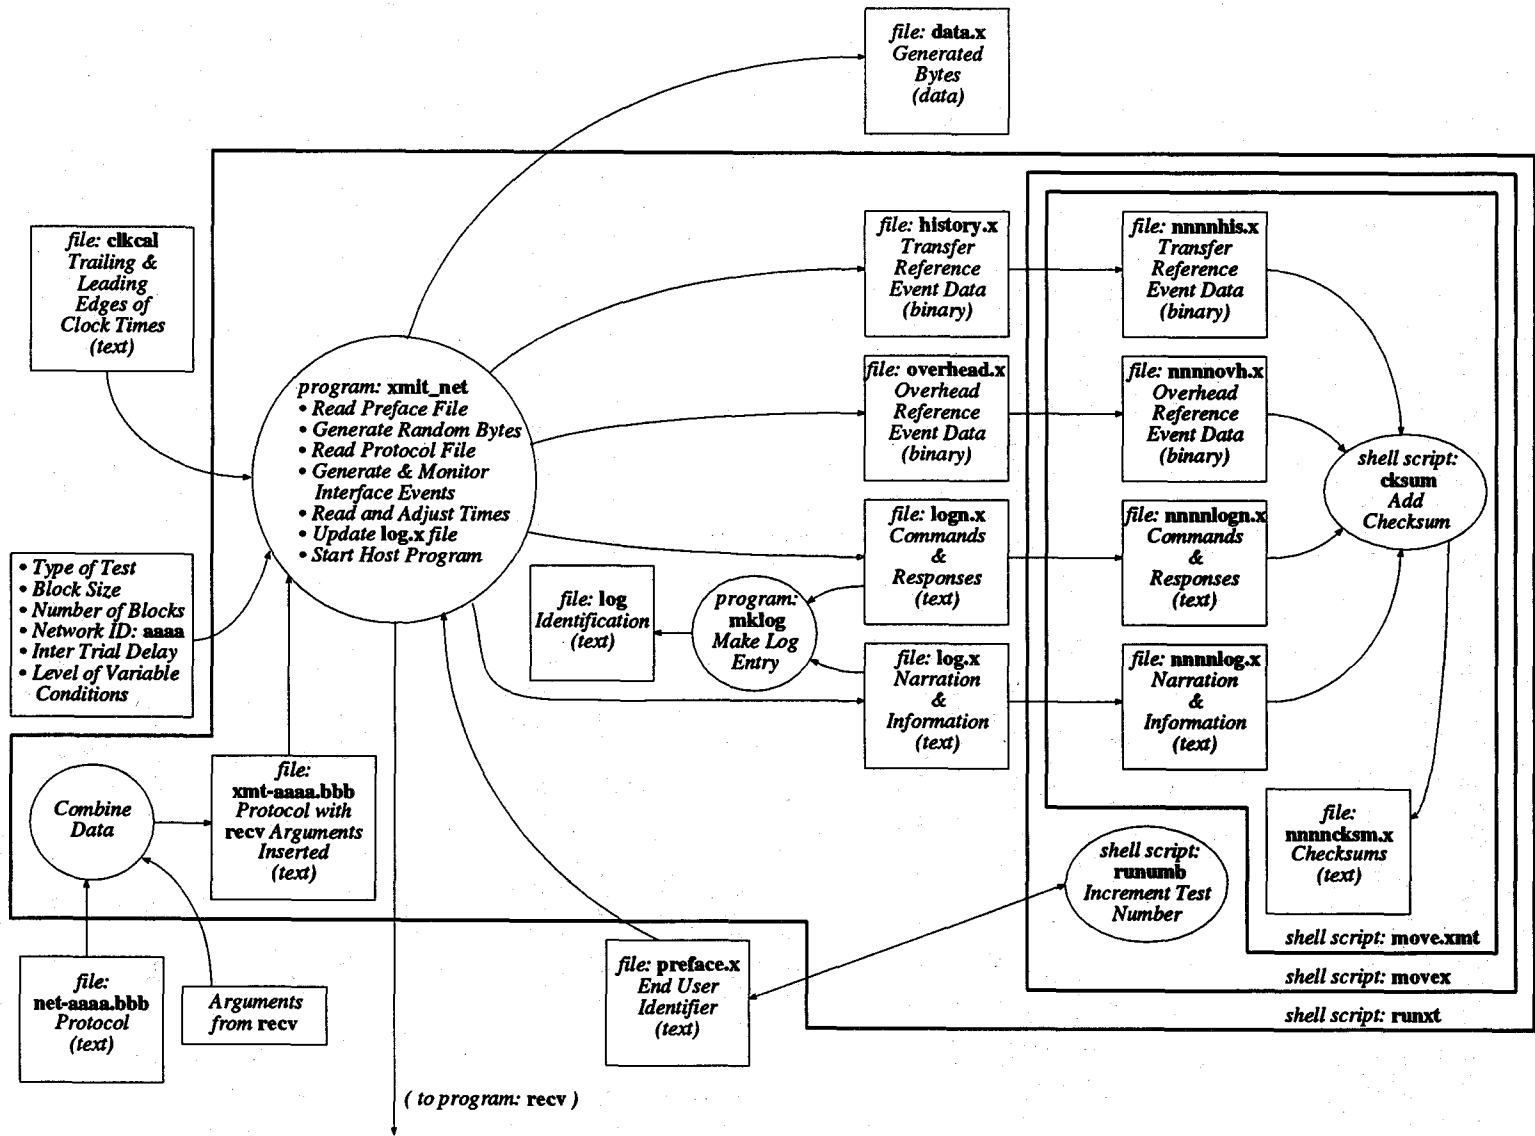 file: data.x
Generated
Bytes
(data)
file: clkcal
Trailing &
Leading
Edges of
Clock Times
(text)
file: history.x
Transfer
Reference
Event Data
(binary)
file: nnnnhis.x
Transfer
Reference
Event Data
(binary)
program: xmit_net
• Read Preface File
• Generate Random Bytes
• Read Protocol File
• Generate & Monitor
Interface Events
• Read and Adjust Times
• Update log.x file
• Start Host Program
file: overhead.x
Overhead
Reference
Event Data
(binary)
file: nnnnovh.x
Overhead
Reference
Event Data
(binary)
shell script:
cksum
Add
Checksum
• Type of Test
• Block Size
• Number of Blocks
• Network ID: aaaa
• Inter Trial Delay
• Level of Variable
Conditions
file: log
Identification
(text)
program:
mklog
Make Log
Entry
file: logn.x
Commands
&
Responses
(text)
file: nnnnlogn.x
Commands
&
Responses
(text)
file: log.x
Narration
&
Information
(text)
file: nnnnlog.x
Narration
&
Information
(text)
Combine
Data
file:
xmt-aaaa.bbb
Protocol with
recv Arguments
Inserted
(text)
shell script:
runumb
Increment Test
Number
file:
nnnncksm.x
Checksums
(text)
shell script: move.xmt
shell script: movex
shell script: runxt
file:
net-aaaa.bbb
Protocol
(text)
Arguments
from recv
file: preface.x
End User
Identifier
(text)
( to program: recv )